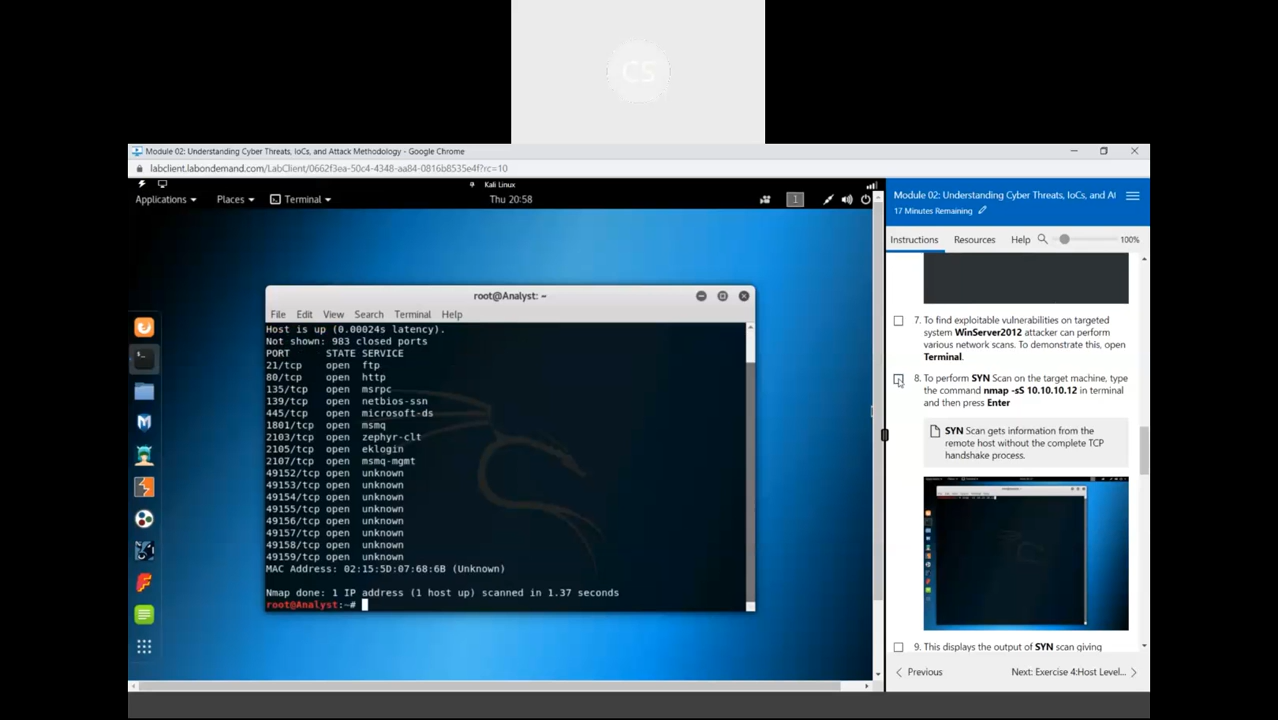 CS
Module 02: Understanding Cyber Threats, IoCs, and Attack Methodology - Google Chrome
labclient.labondemand.com/LabClient/0662f3ea-50c4-4348-aa84-0816b8535e4f?rc=10
Kali Linux
Applications Places Terminal Thu 20:58 1
root@Analyst: ~
File Edit View Search Terminal Help
Host is up (0.00024s latency).
Not shown: 983 closed ports
PORT STATE SERVICE
21/tcp open ftp
80/tcp open http
135/tcp open msrpc
139/tcp open netbios-ssn
445/tcp open microsoft-ds
1801/tcp open msmq
2103/tcp open zephyr-clt
2105/tcp open eklogin
2107/tcp open msmq-mgmt
49152/tcp open unknown
49153/tcp open unknown
49154/tcp open unknown
49155/tcp open unknown
49156/tcp open unknown
49157/tcp open unknown
49158/tcp open unknown
49159/tcp open unknown
MAC Address: 02:15:5D:07:68:6B (Unknown)
Nmap done: 1 IP address (1 host up) scanned in 1.37 seconds
root@Analyst:~#
Module 02: Understanding Cyber Threats, IoCs, and At
17 Minutes Remaining
Instructions Resources Help 100%
7. To find exploitable vulnerabilities on targeted
system WinServer2012 attacker can perform
various network scans. To demonstrate this, open
Terminal.
8. To perform SYN Scan on the target machine, type
the command nmap -sS 10.10.10.12 in terminal
and then press Enter
SYN Scan gets information from the
remote host without the complete TCP
handshake process.
9. This displays the output of SYN scan giving
Previous Next: Exercise 4:Host Level...